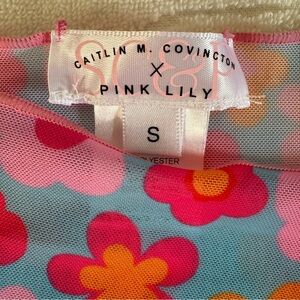 CAITLIN M. COVINGTON
X
PINK LILY
S
YESTER